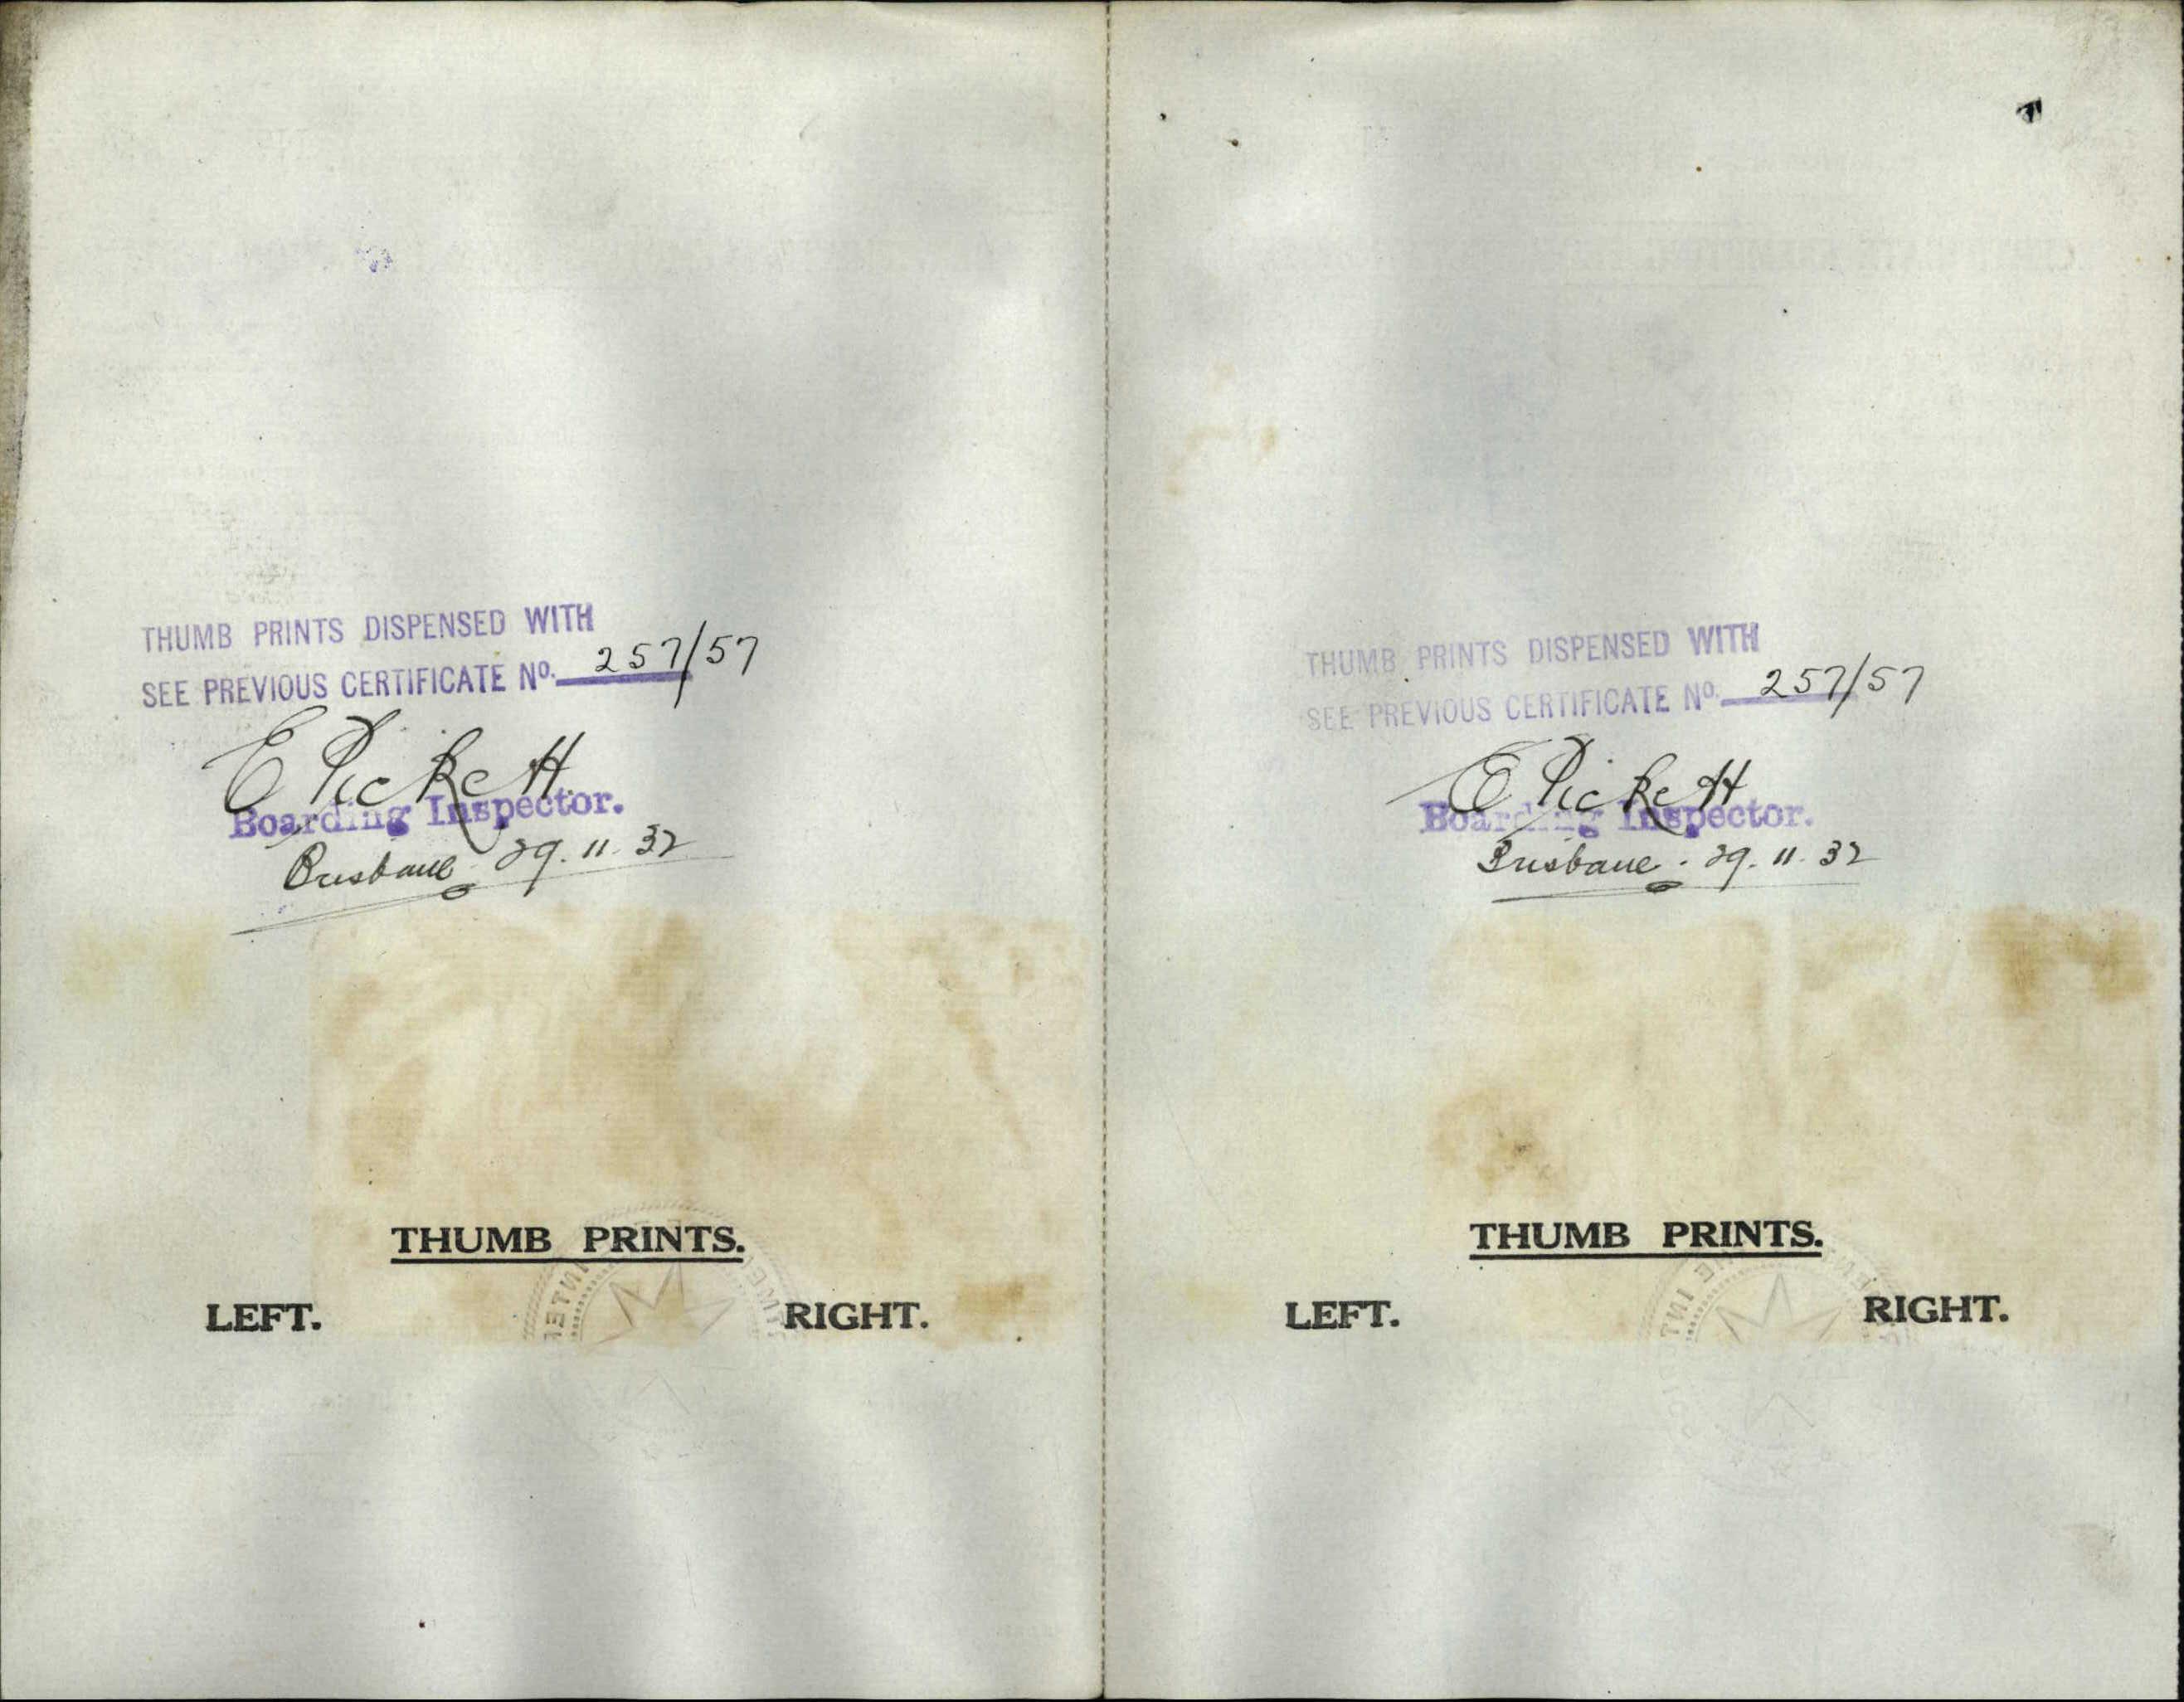 THUMB PRINTS DISPENSED WITH
SEE PREVIOUS CERTIFICATE No. 257/57
E Pickett
Boarding Inspector.
Brisbane 29.11.32
THUMB PRINTS.
LEFT. RIGHT.
THUMB PRINTS DISPENSED WITH
SEE PREVIOUS CERTIFICATE No. 257/57
E Pickett
Boarding Inspector.
Brisbane. 29.11.32
THUMB PRINTS.
LEFT. RIGHT.